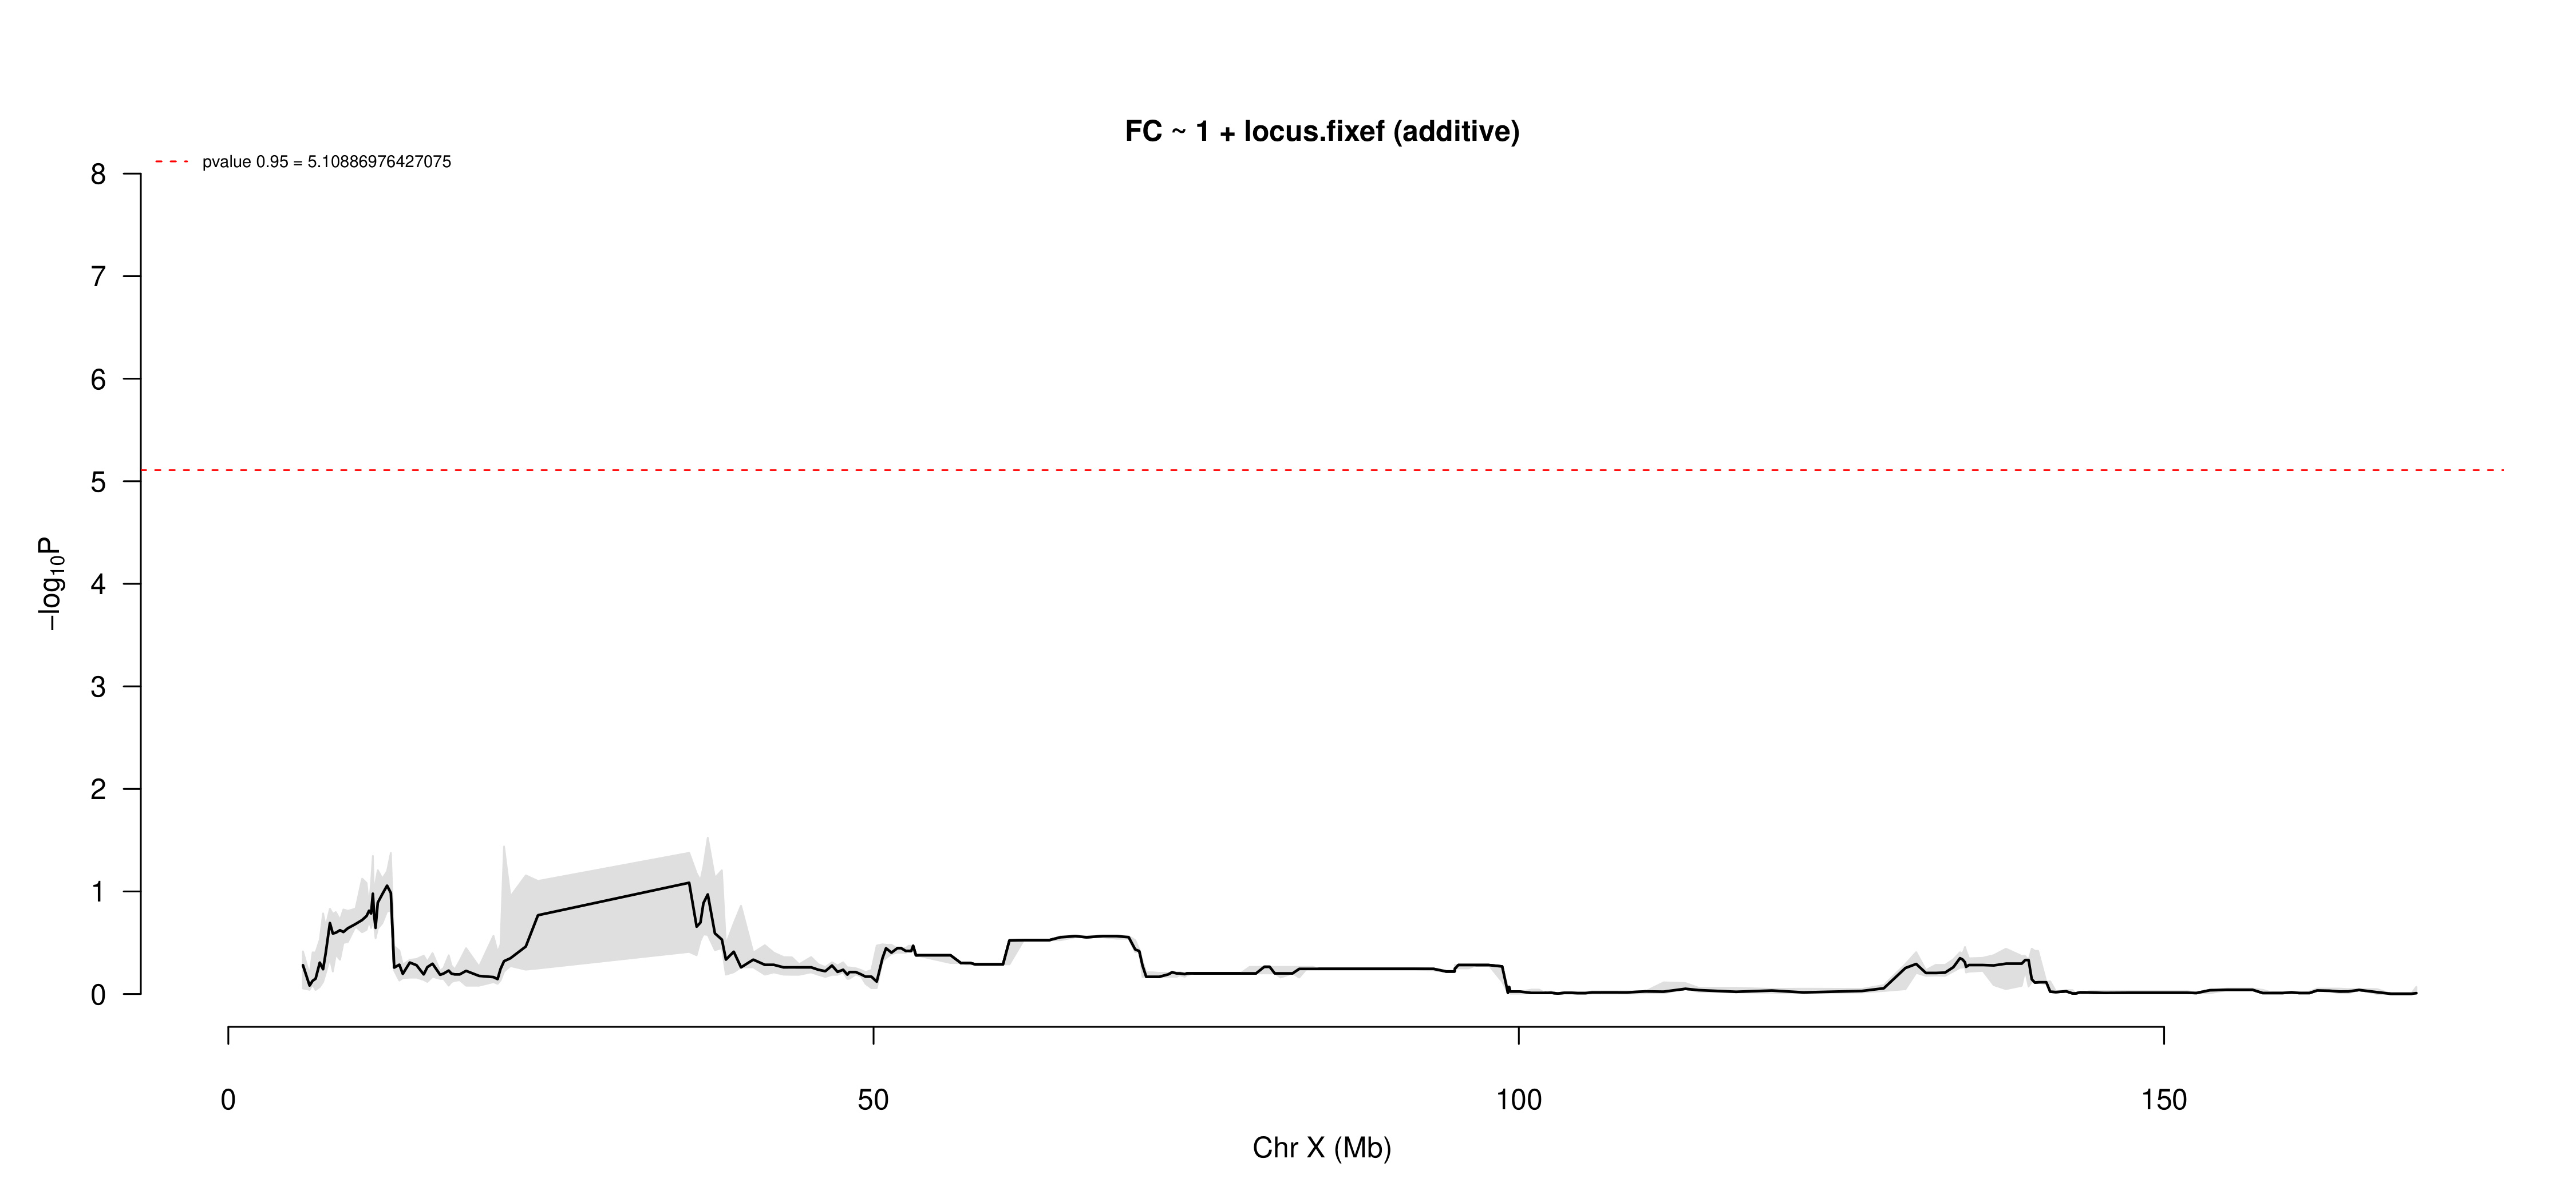 FC ~ 1 + locus.fixef (additive)
pvalue 0.95 = 5.10886976427075
8
7
6
5
4
3
2
1
0
−log10P
0 50 100 150
Chr X (Mb)